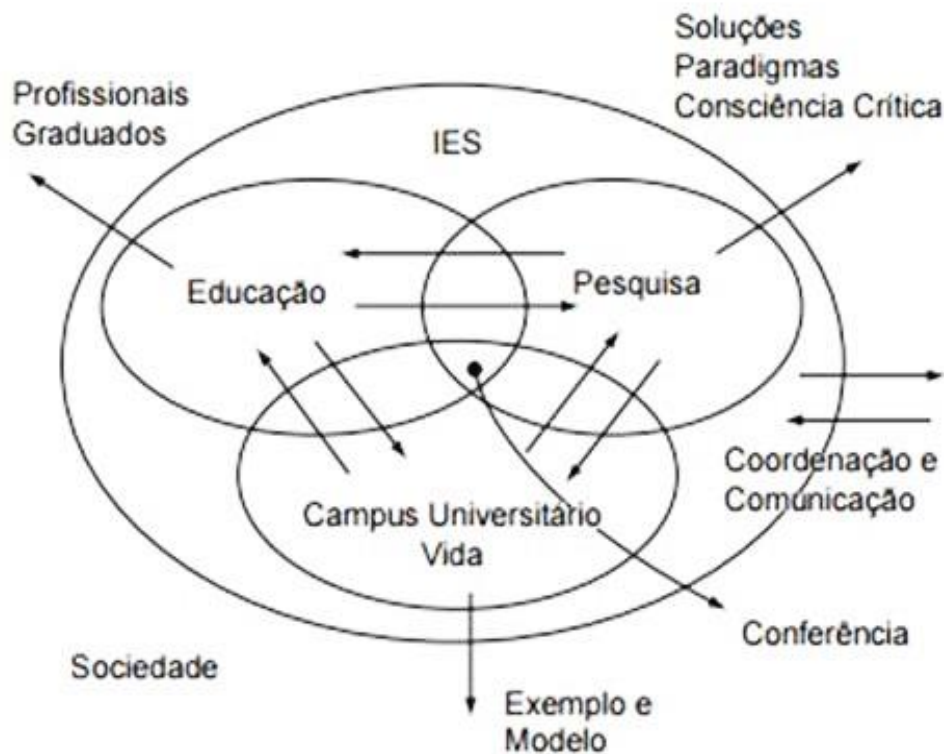 Soluções
Paradigmas
Consciência Crítica
Profissionais
Graduados
IES
Educação
Pesquisa
Campus Universitário
Vida
Coordenação e
Comunicação
Conferência
Sociedade
Exemplo e
Modelo